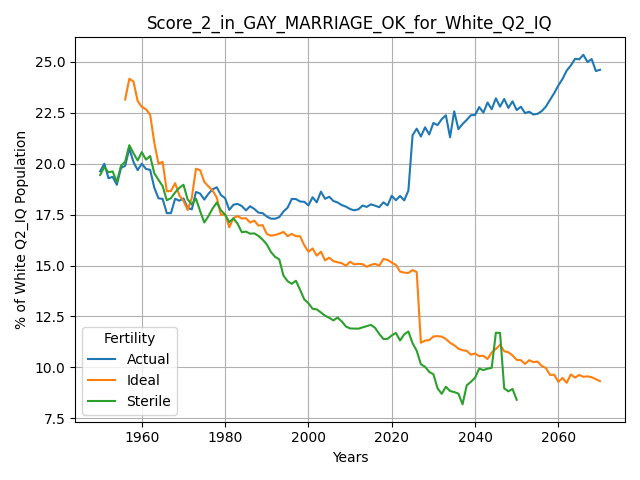 Score_2_in_GAY_MARRIAGE_OK_for_White_Q2_IQ
% of White Q2_IQ Population
25.0
22.5
20.0
17.5
15.0
12.5
10.0
7.5
Fertility
Actual
Ideal
Sterile
1960 1980 2000 2020 2040 2060
Years